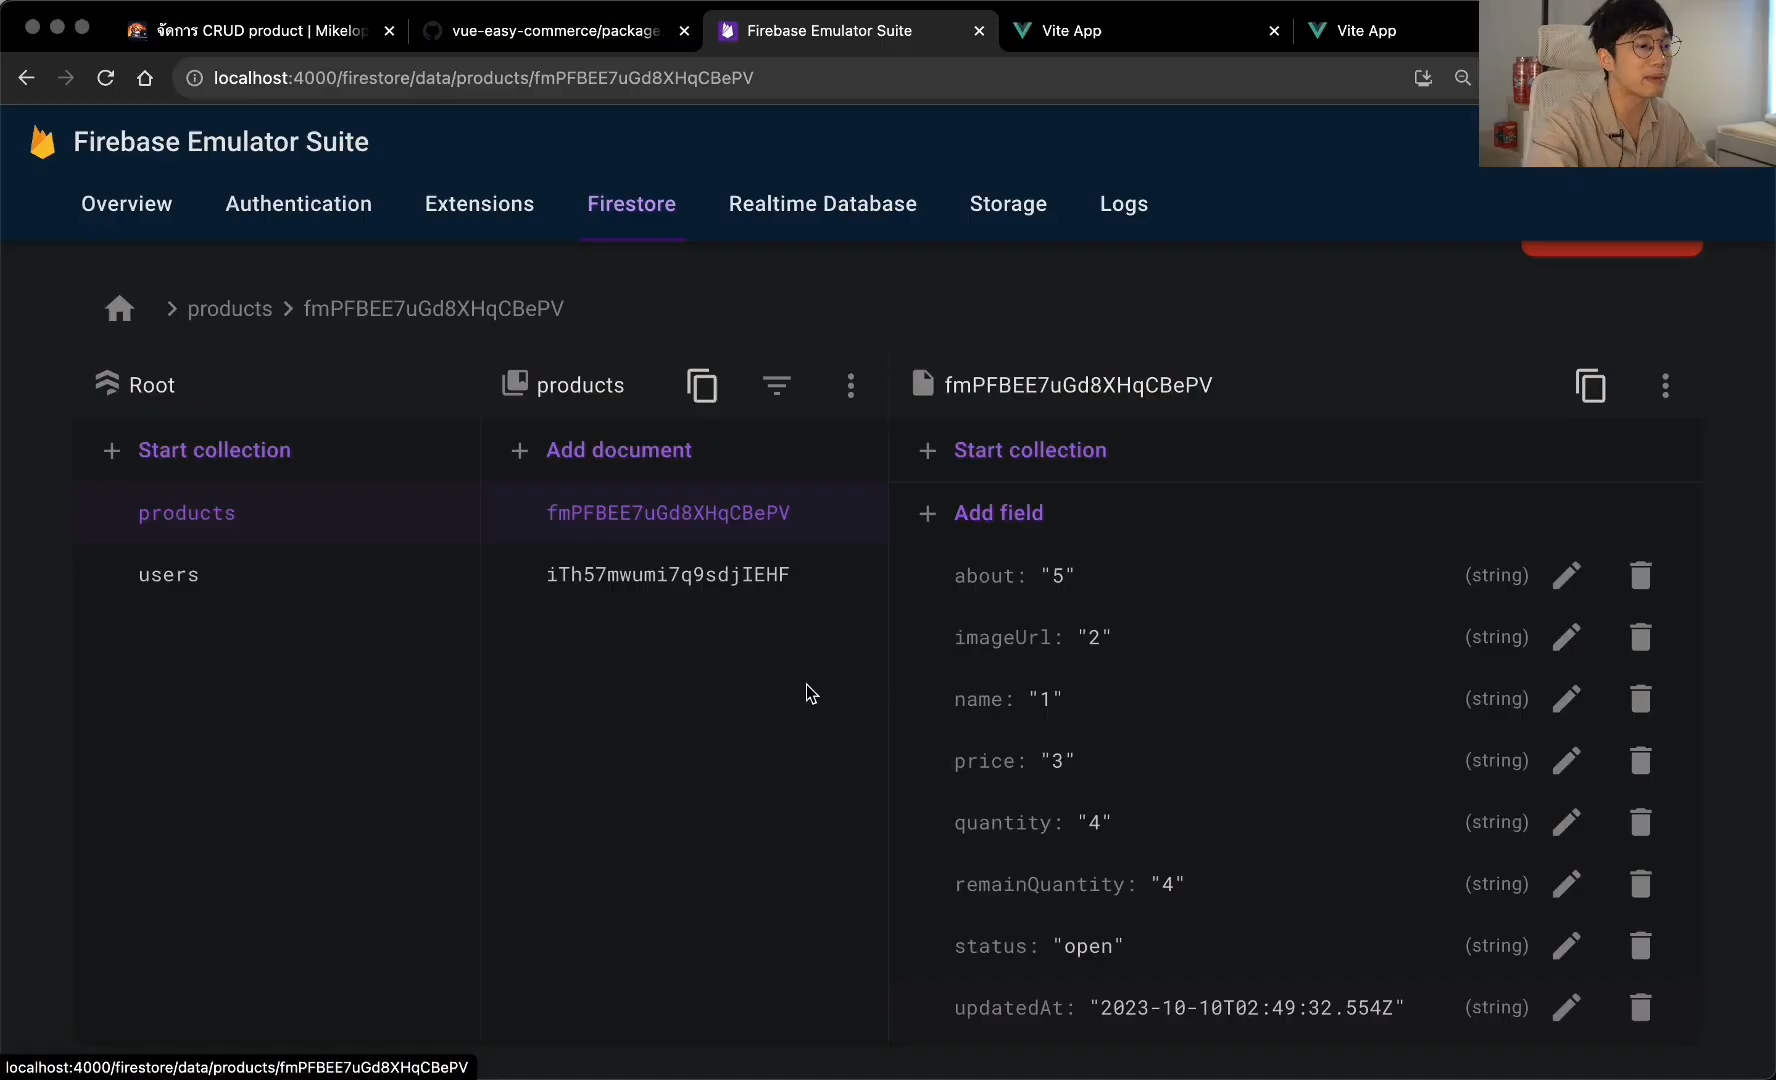 จัดการ CRUD product | Mikelop
vue-easy-commerce/package
Firebase Emulator Suite
Vite App
Vite App
localhost:4000/firestore/data/products/fmPFBEE7uGd8XHqCBePV
Firebase Emulator Suite
Overview
Authentication
Extensions
Firestore
Realtime Database
Storage
Logs
products
fmPFBEE7uGd8XHqCBePV
Root
products
fmPFBEE7uGd8XHqCBePV
Start collection
Add document
Start collection
products
fmPFBEE7uGd8XHqCBePV
Add field
users
iTh57mwumi7q9sdjIEHF
about: "5" (string)
imageUrl: "2" (string)
name: "1" (string)
price: "3" (string)
quantity: "4" (string)
remainQuantity: "4" (string)
status: "open" (string)
updatedAt: "2023-10-10T02:49:32.554Z" (string)
localhost:4000/firestore/data/products/fmPFBEE7uGd8XHqCBePV